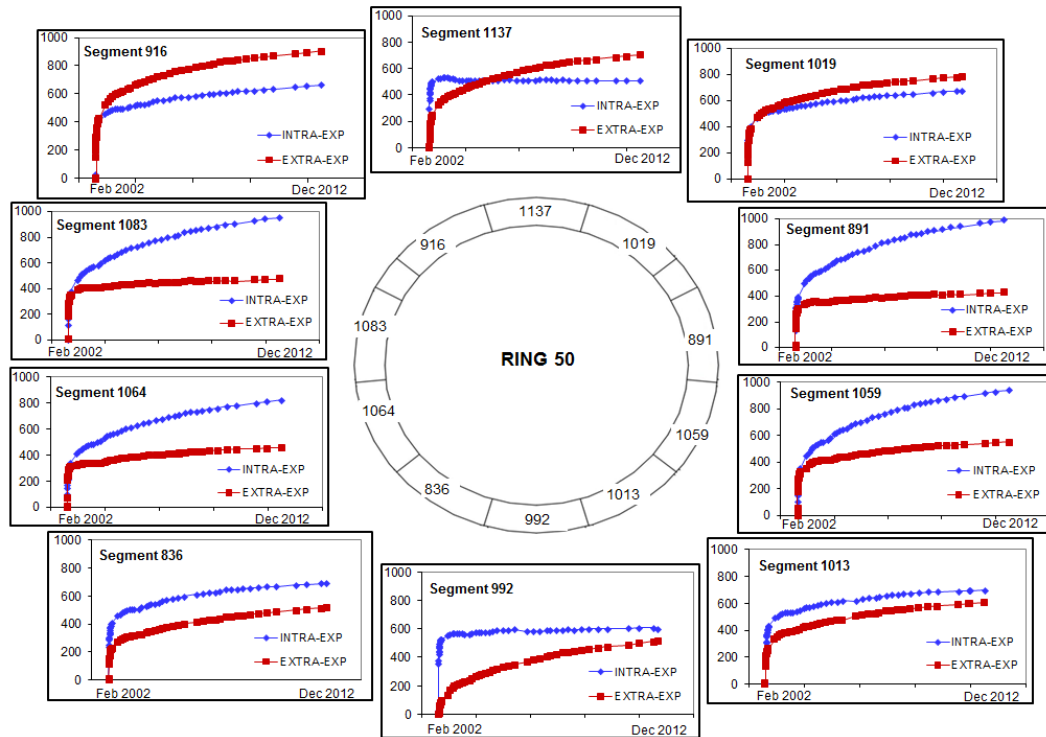 1000
800
600
400
200
0
Segment 916
INTRA-EXP
EXTRA-EXP
Feb 2002
Dec 2012
1000
800
600
400
200
0
Segment 1137
INTRA-EXP
EXTRA-EXP
Feb 2002
Dec 2012
1000
800
600
400
200
0
Segment 1019
INTRA-EXP
EXTRA-EXP
Feb 2002
Dec 2012
1000
800
600
400
200
0
Segment 1083
INTRA-EXP
EXTRA-EXP
Feb 2002
Dec 2012
1137
916
1019
1083
891
RING 50
1064
1059
836
1013
992
1000
800
600
400
200
0
Segment 891
INTRA-EXP
EXTRA-EXP
Feb 2002
Dec 2012
1000
800
600
400
200
0
Segment 1064
INTRA-EXP
EXTRA-EXP
Feb 2002
Dec 2012
1000
800
600
400
200
0
Segment 1059
INTRA-EXP
EXTRA-EXP
Feb 2002
Dec 2012
1000
800
600
400
200
0
Segment 836
INTRA-EXP
EXTRA-EXP
Feb 2002
Dec 2012
1000
800
600
400
200
0
Segment 992
INTRA-EXP
EXTRA-EXP
Feb 2002
Dec 2012
1000
800
600
400
200
0
Segment 1013
INTRA-EXP
EXTRA-EXP
Feb 2002
Dec 2012